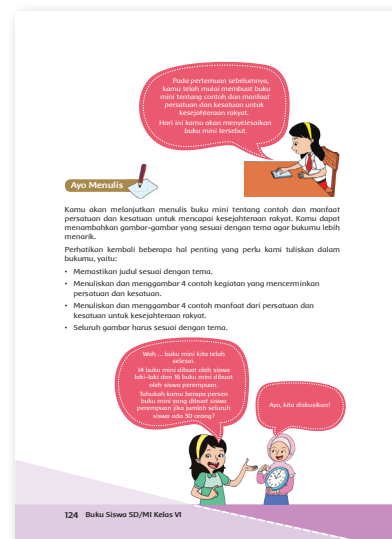 Pada pertemuan sebelumnya,
kamu telah mulai membuat buku
mini tentang contoh dan manfaat
persatuan dan kesatuan untuk
kesejahteraan rakyat.
Hari ini kamu akan menyelesaikan
buku mini tersebut.
Ayo Menulis
Kamu akan melanjutkan menulis buku mini tentang contoh dan manfaat
persatuan dan kesatuan untuk mencapai kesejahteraan rakyat. Kamu dapat
menambahkan gambar-gambar yang sesuai dengan tema agar bukumu lebih
menarik.
Perhatikan kembali beberapa hal penting yang perlu kami tuliskan dalam
bukumu, yaitu:
• Memastikan judul sesuai dengan tema.
• Menuliskan dan menggambar 4 contoh kegiatan yang mencerminkan
persatuan dan kesatuan.
• Menuliskan dan menggambar 4 contoh manfaat dari persatuan dan
kesatuan untuk kesejahteraan rakyat.
• Seluruh gambar harus sesuai dengan tema.
Wah ... buku mini kita telah
selesai.
14 buku mini dibuat oleh siswa
laki-laki dan 16 buku mini dibuat
oleh siswa perempuan.
Tahukah kamu berapa persen
buku mini yang dibuat siswa
perempuan jika jumlah seluruh
siswa ada 30 orang?
Ayo, kita diskusikan!
124 Buku Siswa SD/MI Kelas VI